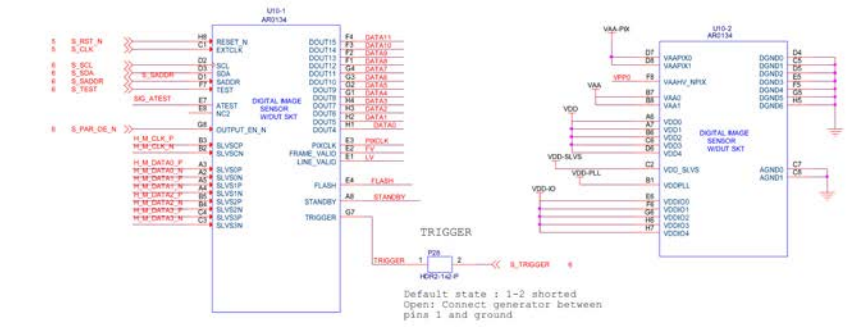 U10-1
AR0134
5 S_RST_N H8 RESET_N
5 S_CLK C1 EXTCLK
6 S_SCL D2 SCL
6 S_SDA D3 SDA
6 S_SADDR S_SADDR D1 SADDR
6 S_TEST F7 TEST
SIG_ATEST E7 ATEST
E8 NC2
6 S_PAR_OE_N G8 OUTPUT_EN_N
H_M_CLK_P B3 SLVSCP
H_M_CLK_N B2 SLVSCN
H_M_DATA0_P A3 SLVS0P
H_M_DATA0_N A2 SLVS0N
H_M_DATA1_P A5 SLVS1P
H_M_DATA1_N A4 SLVS1N
H_M_DATA2_P B5 SLVS2P
H_M_DATA2_N B4 SLVS2N
H_M_DATA3_P C4 SLVS3P
H_M_DATA3_N C3 SLVS3N
DIGITAL IMAGE
SENSOR
W/DUT SKT
DOUT15 F4 DATA11
DOUT14 F3 DATA10
DOUT13 F2 DATA9
DOUT12 F1 DATA8
DOUT11 G4 DATA7
DOUT10 G3 DATA6
DOUT9 G2 DATA5
DOUT8 G1 DATA4
DOUT7 H4 DATA3
DOUT6 H3 DATA2
DOUT5 H2 DATA1
DOUT4 H1 DATA0
PIXCLK E3 PIXCLK
FRAME_VALID E2 FV
LINE_VALID E1 LV
FLASH E4 FLASH
STANDBY A8 STANDBY
TRIGGER G7
TRIGGER
P28
TRIGGER 1 2 S_TRIGGER 6
HDR2-1x2-P
Default state : 1-2 shorted
Open: Connect generator between
pins 1 and ground
U10-2
AR0134
VAA-PIX
D7 VAAPIX0
D8 VAAPIX1
VPP0 F8 VAAHV_NPIX
VAA
B7 VAA0
B8 VAA1
VDD
A6 VDD0
A7 VDD1
B6 VDD2
C6 VDD3
D6 VDD4
VDD-SLVS
C2 VDD_SLVS
VDD-PLL
B1 VDDPLL
VDD-IO
E6 VDDIO0
F6 VDDIO1
G6 VDDIO2
H6 VDDIO3
H7 VDDIO4
DIGITAL IMAGE
SENSOR
W/DUT SKT
DGND0 D4
DGND1 C5
DGND2 D5
DGND3 E5
DGND4 F5
DGND5 G5
DGND6 H5
AGND0 C7
AGND1 C8